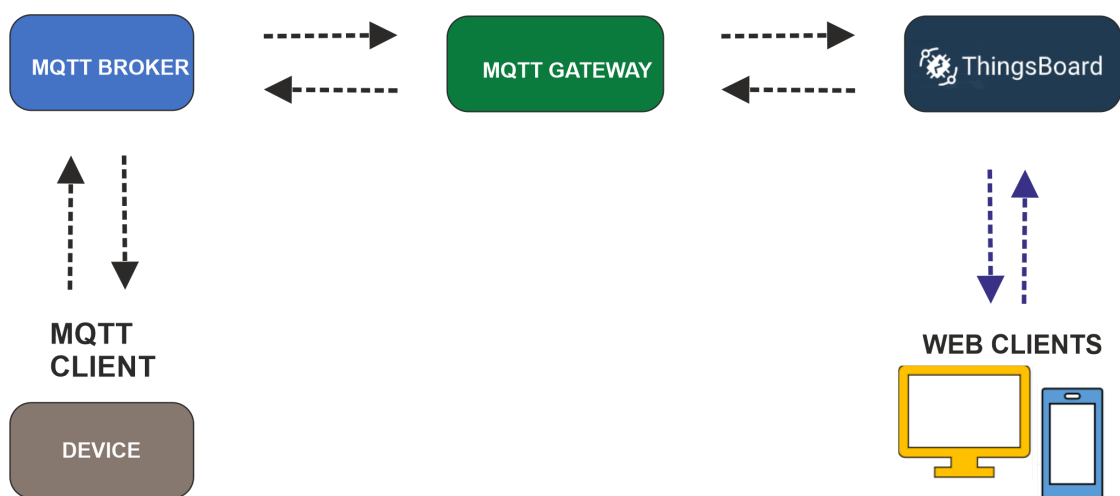 MQTT BROKER
MQTT GATEWAY
ThingsBoard
MQTT
CLIENT
WEB CLIENTS
DEVICE